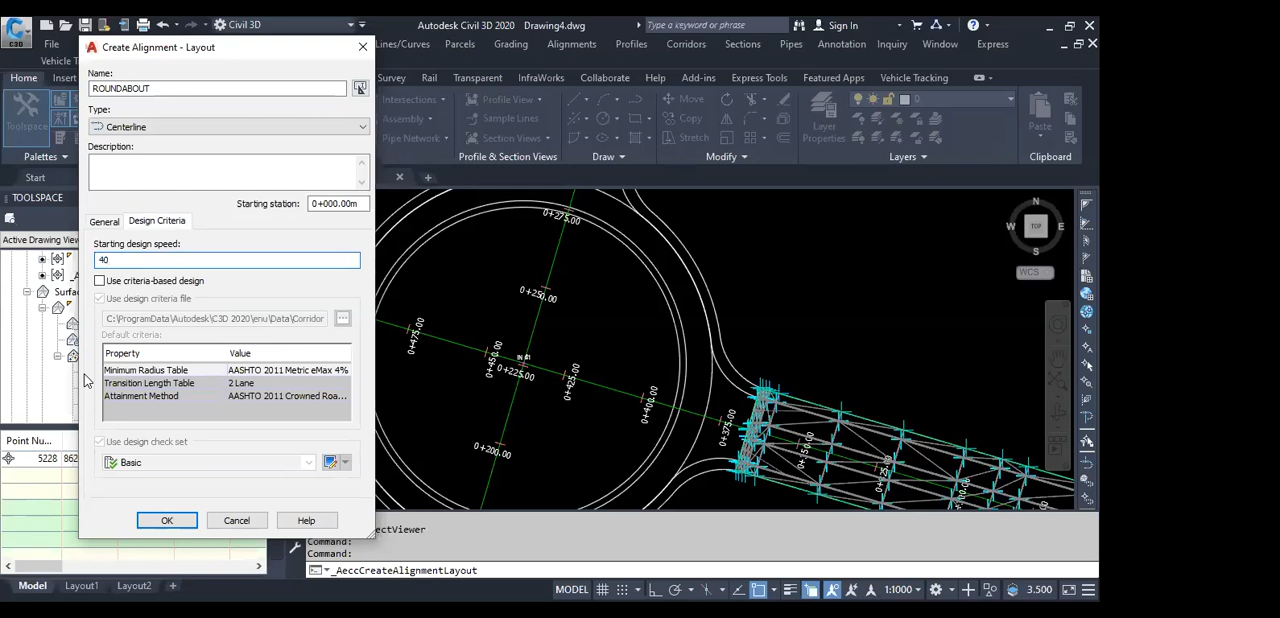 Civil 3D
Autodesk Civil 3D 2020 Drawing4.dwg
Type a keyword or phrase
Sign In
C3D
File
Lines/Curves
Parcels
Grading
Alignments
Profiles
Corridors
Sections
Pipes
Annotation
Inquiry
Window
Express
Home
Insert
Survey
Rail
Transparent
InfraWorks
Collaborate
Help
Add-ins
Express Tools
Featured Apps
Vehicle Tracking
Toolspace
Palettes
Intersections
Assembly
Pipe Network
Profile View
Sample Lines
Section Views
Profile & Section Views
Draw
Move
Copy
Stretch
Modify
Layer
Properties
0
Layers
Paste
Clipboard
Start
TOOLSPACE
Active Drawing View
Surfa
Point Nu...
5228
862
Create Alignment - Layout
Name:
ROUNDABOUT
Type:
Centerline
Description:
Starting station:
0+000.00m
General
Design Criteria
Starting design speed:
40
Use criteria-based design
Use design criteria file
C:\ProgramData\Autodesk\C3D 2020\enu\Data\Corridor
Default criteria:
Property
Value
Minimum Radius Table
AASHTO 2011 Metric eMax 4%
Transition Length Table
2 Lane
Attainment Method
AASHTO 2011 Crowned Roa...
Use design check set
Basic
OK
Cancel
Help
0+275.00
0+250.00
0+475.00
0+450.00
0+225.00
0+425.00
0+400.00
0+375.00
0+200.00
N
W
TOP
E
S
WCS
ectViewer
Command:
Command:
_AeccCreateAlignmentLayout
Model
Layout1
Layout2
MODEL
1:1000
3.500